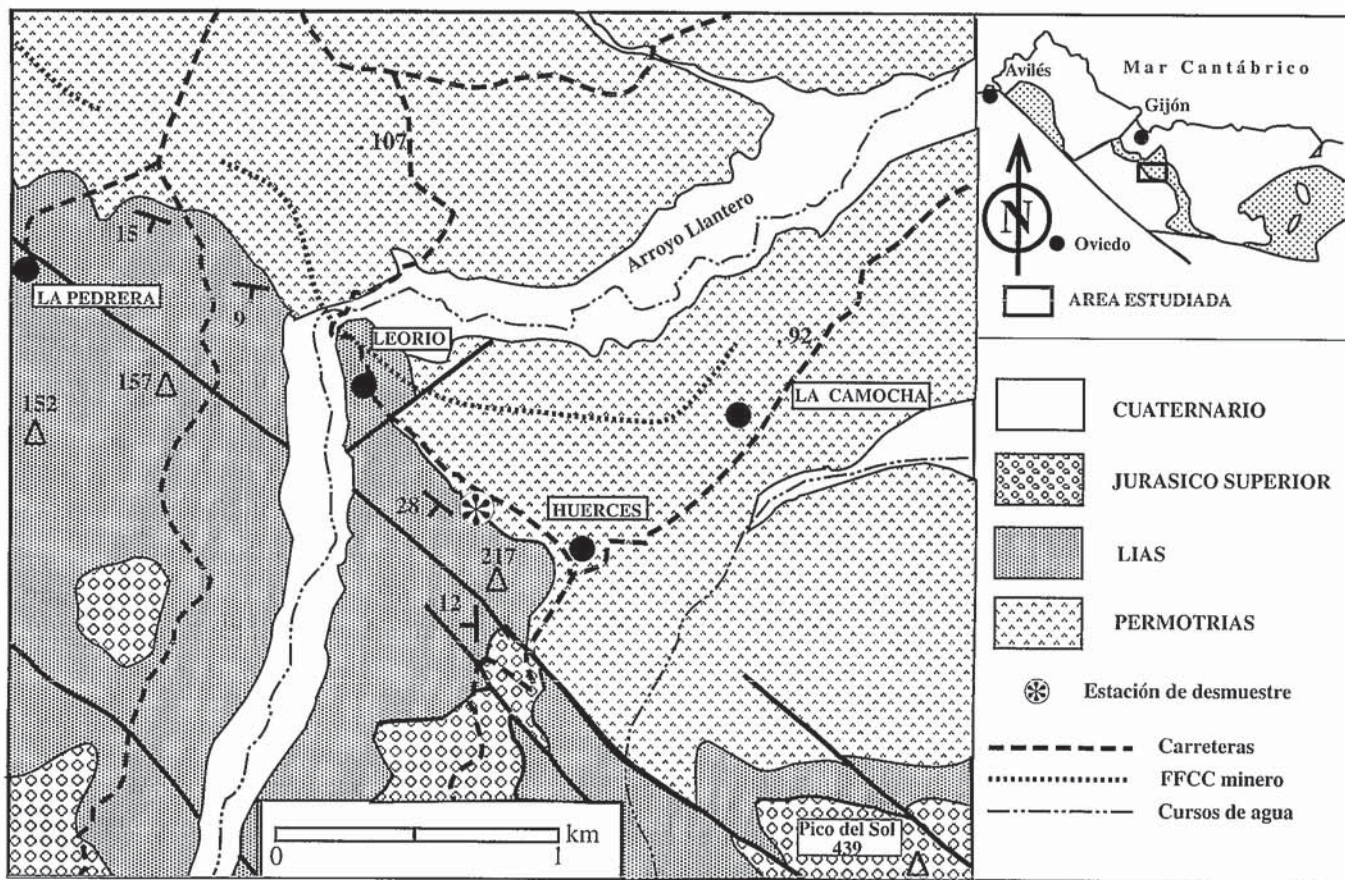 107
Arroyo Llantero
15
LA PEDRERA
9
LEORIO
92
157
152
LA CAMOCHA
28
HUERCES
217
12
Pico del Sol
439
km
0
1
Mar Cantábrico
Avilés
Gijón
N
Oviedo
AREA ESTUDIADA
CUATERNARIO
JURASICO SUPERIOR
LIAS
PERMOTRIAS
Estación de desmuestre
Carreteras
FFCC minero
Cursos de agua